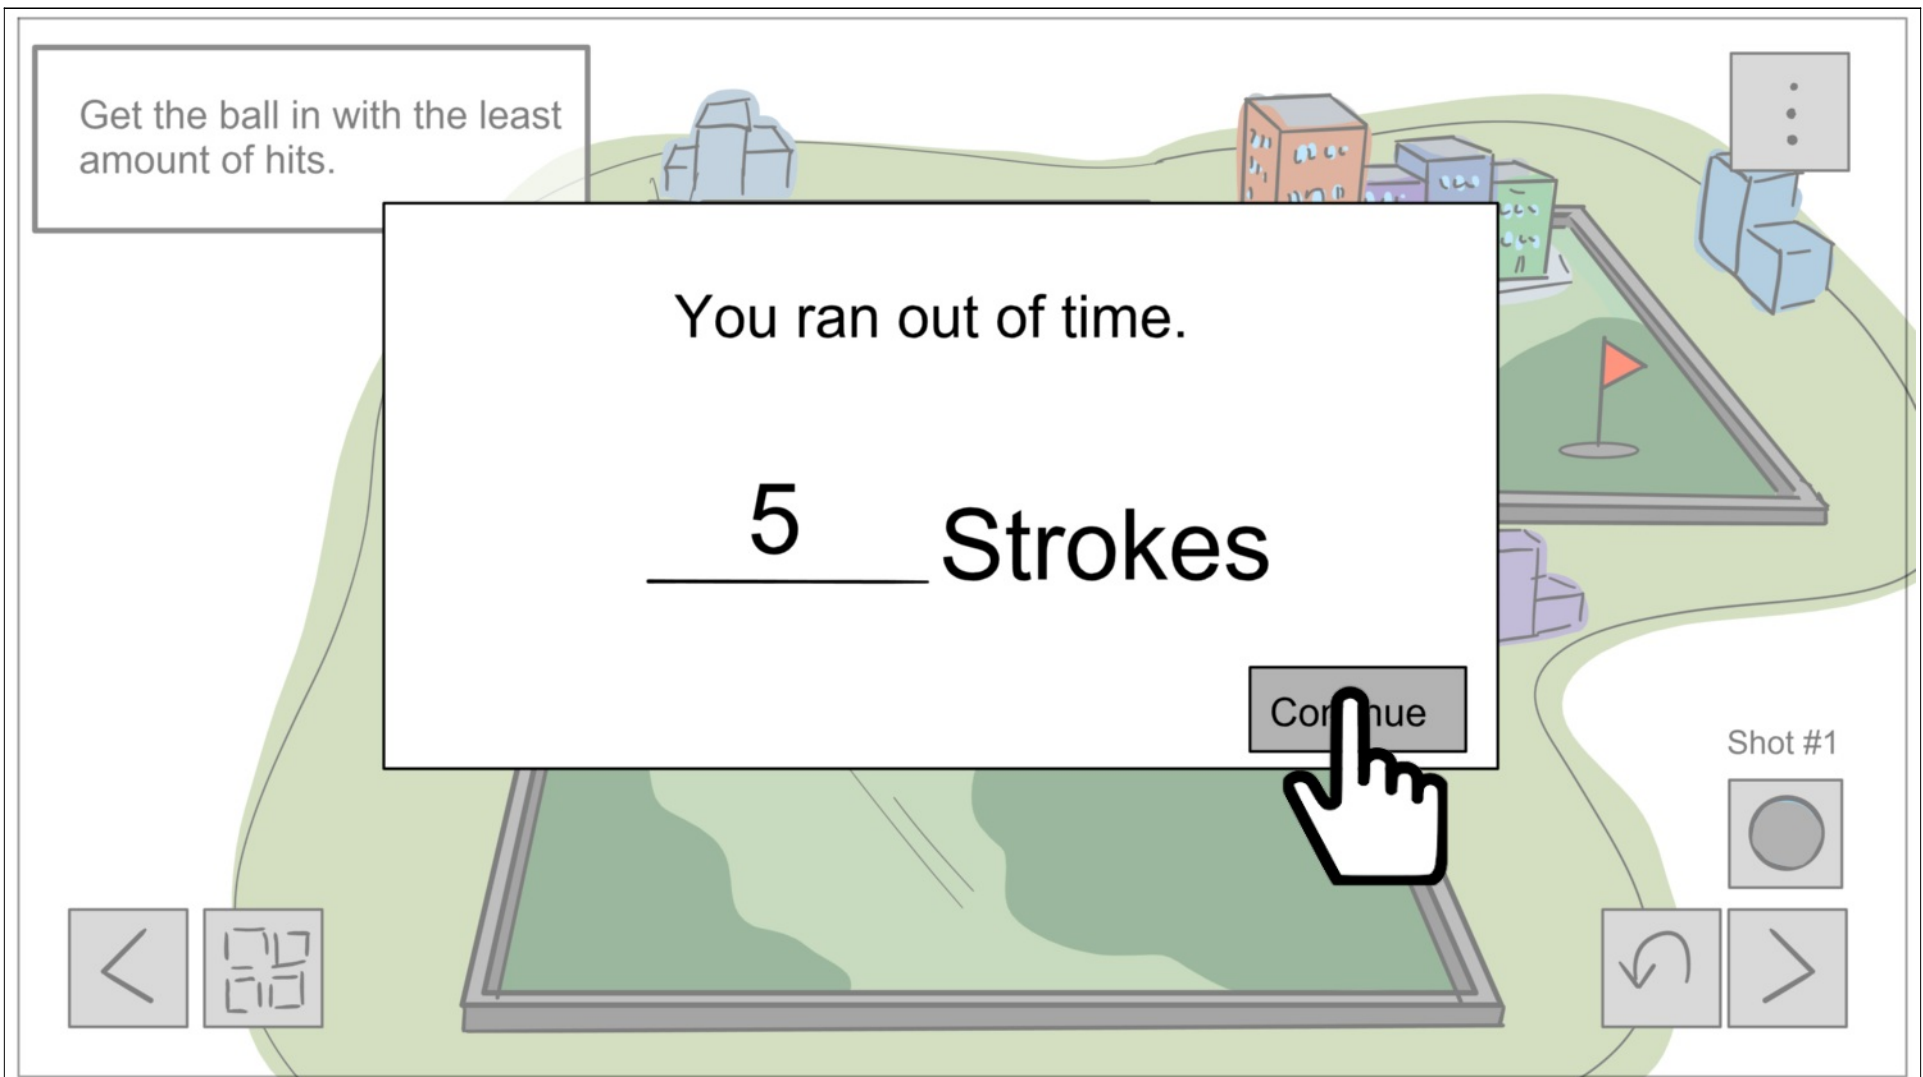 Get the ball in with the least
amount of hits.
You ran out of time.
5 Strokes
Continue
Shot #1